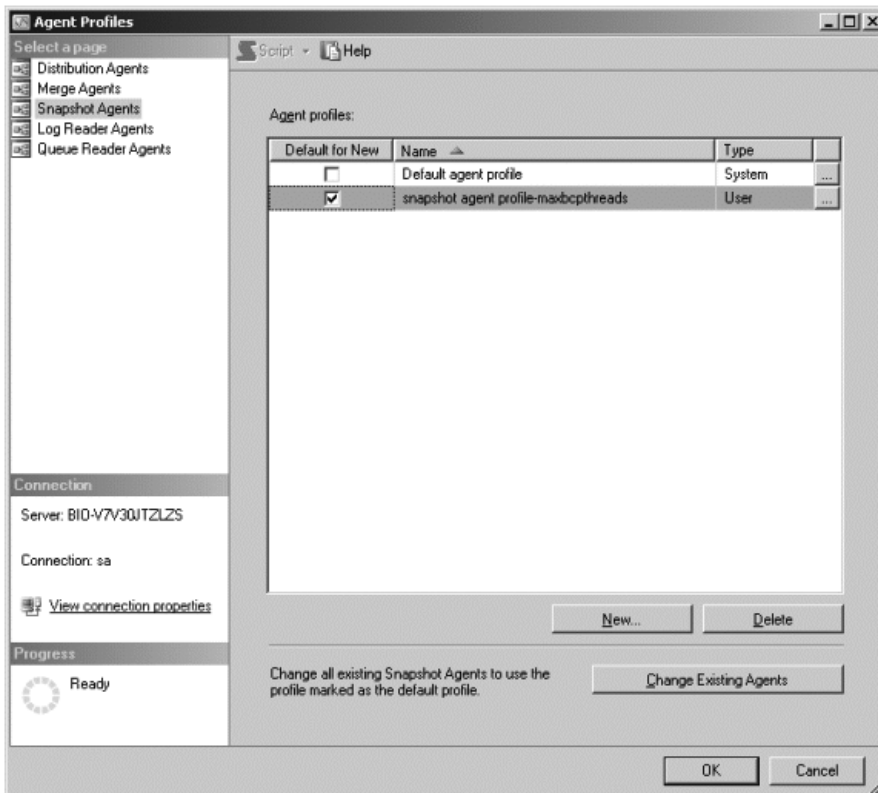 Agent Profiles
Select a page
Distribution Agents
Merge Agents
Snapshot Agents
Log Reader Agents
Queue Reader Agents
Script Help
Agent profiles:
Default for New Name Type
Default agent profile System ...
snapshot agent profile-maxbcpthreads User ...
Connection
Server: BIO-V7V30JTZLZS
Connection: sa
View connection properties
New... Delete
Progress
Ready
Change all existing Snapshot Agents to use the
profile marked as the default profile.
Change Existing Agents
OK Cancel